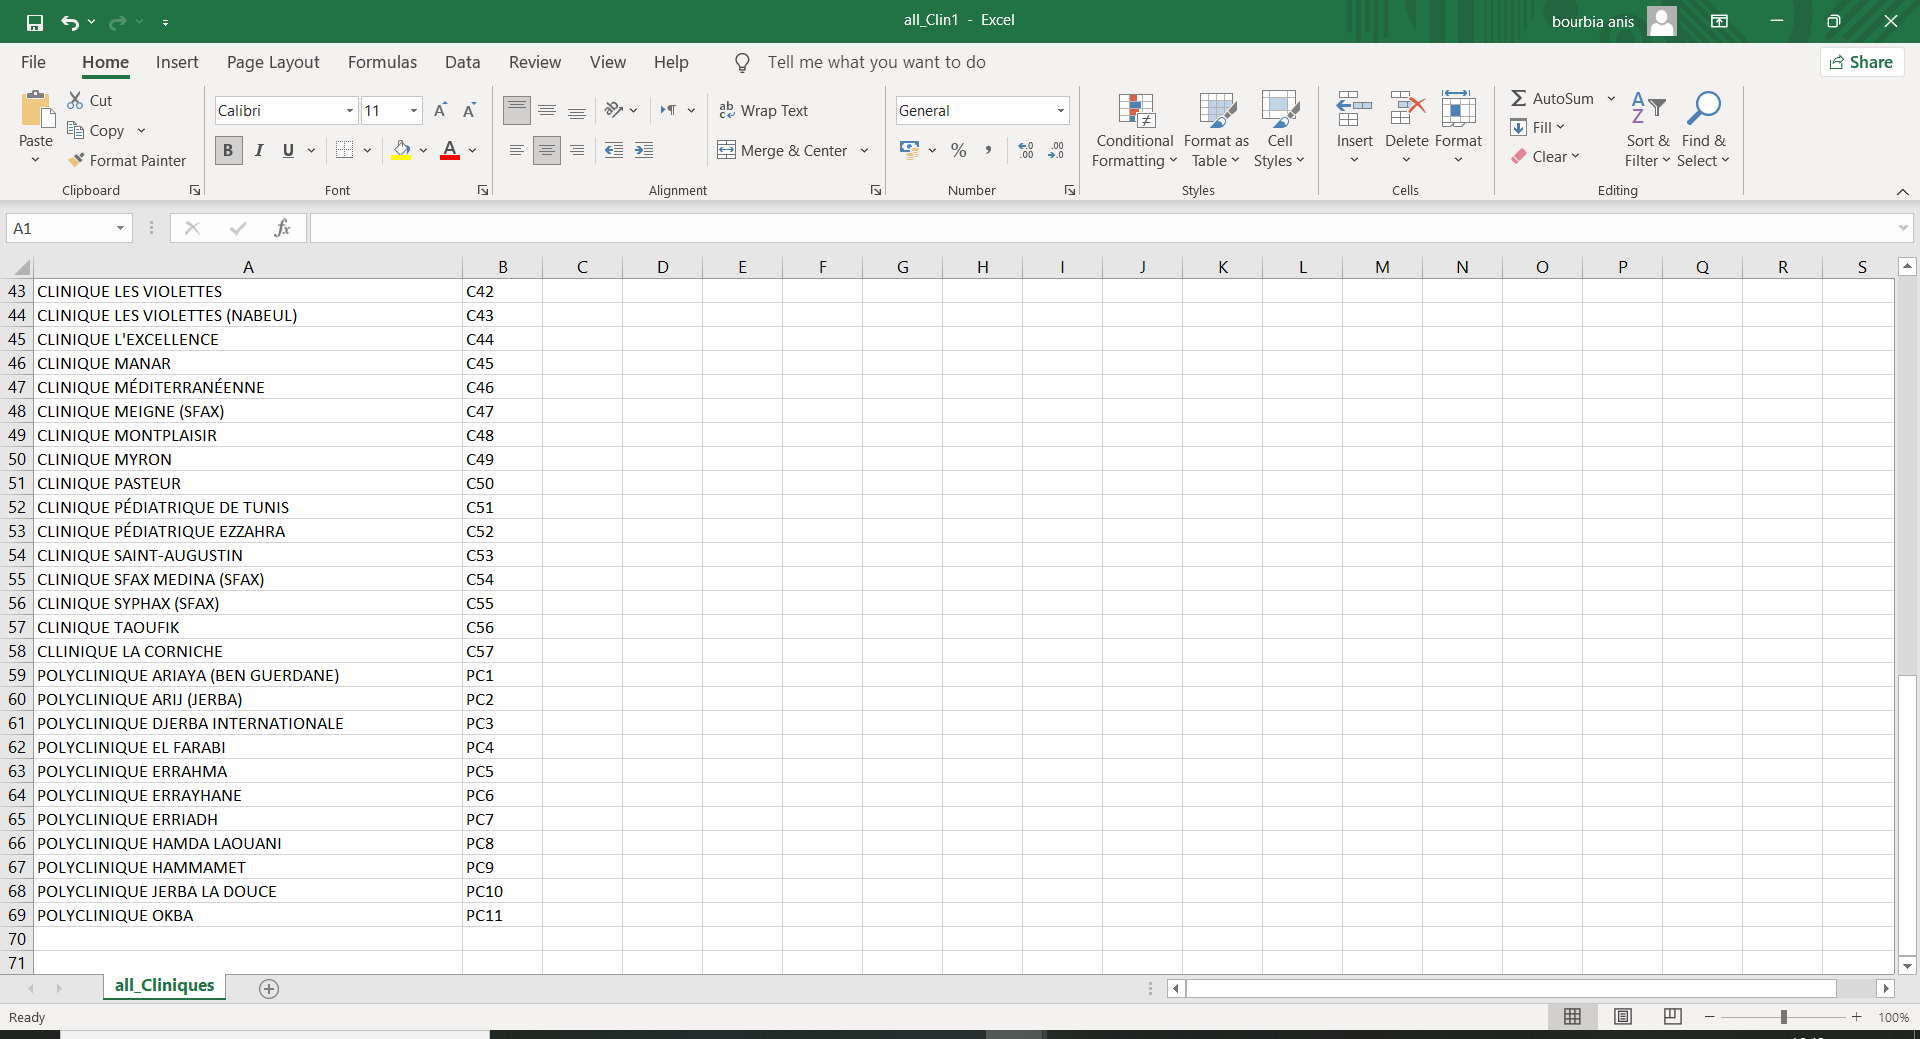 all_Clin1 - Excel
bourbia anis
File Home Insert Page Layout Formulas Data Review View Help Tell me what you want to do Share
Paste
Cut
Copy
Format Painter
Clipboard
Calibri 11
B I U
Font
Wrap Text
Merge & Center
Alignment
General
Number
Conditional Formatting
Format as Table
Cell Styles
Styles
Insert Delete Format
Cells
AutoSum
Fill
Clear
Sort & Filter
Find & Select
Editing
A1
fx
A B C D E F G H I J K L M N O P Q R S
43 CLINIQUE LES VIOLETTES C42
44 CLINIQUE LES VIOLETTES (NABEUL) C43
45 CLINIQUE L'EXCELLENCE C44
46 CLINIQUE MANAR C45
47 CLINIQUE MÉDITERRANÉENNE C46
48 CLINIQUE MEIGNE (SFAX) C47
49 CLINIQUE MONTPLAISIR C48
50 CLINIQUE MYRON C49
51 CLINIQUE PASTEUR C50
52 CLINIQUE PÉDIATRIQUE DE TUNIS C51
53 CLINIQUE PÉDIATRIQUE EZZAHRA C52
54 CLINIQUE SAINT-AUGUSTIN C53
55 CLINIQUE SFAX MEDINA (SFAX) C54
56 CLINIQUE SYPHAX (SFAX) C55
57 CLINIQUE TAOUFIK C56
58 CLLINIQUE LA CORNICHE C57
59 POLYCLINIQUE ARIAYA (BEN GUERDANE) PC1
60 POLYCLINIQUE ARIJ (JERBA) PC2
61 POLYCLINIQUE DJERBA INTERNATIONALE PC3
62 POLYCLINIQUE EL FARABI PC4
63 POLYCLINIQUE ERRAHMA PC5
64 POLYCLINIQUE ERRAYHANE PC6
65 POLYCLINIQUE ERRIADH PC7
66 POLYCLINIQUE HAMDA LAOUANI PC8
67 POLYCLINIQUE HAMMAMET PC9
68 POLYCLINIQUE JERBA LA DOUCE PC10
69 POLYCLINIQUE OKBA PC11
70
71
all_Cliniques
Ready
100%